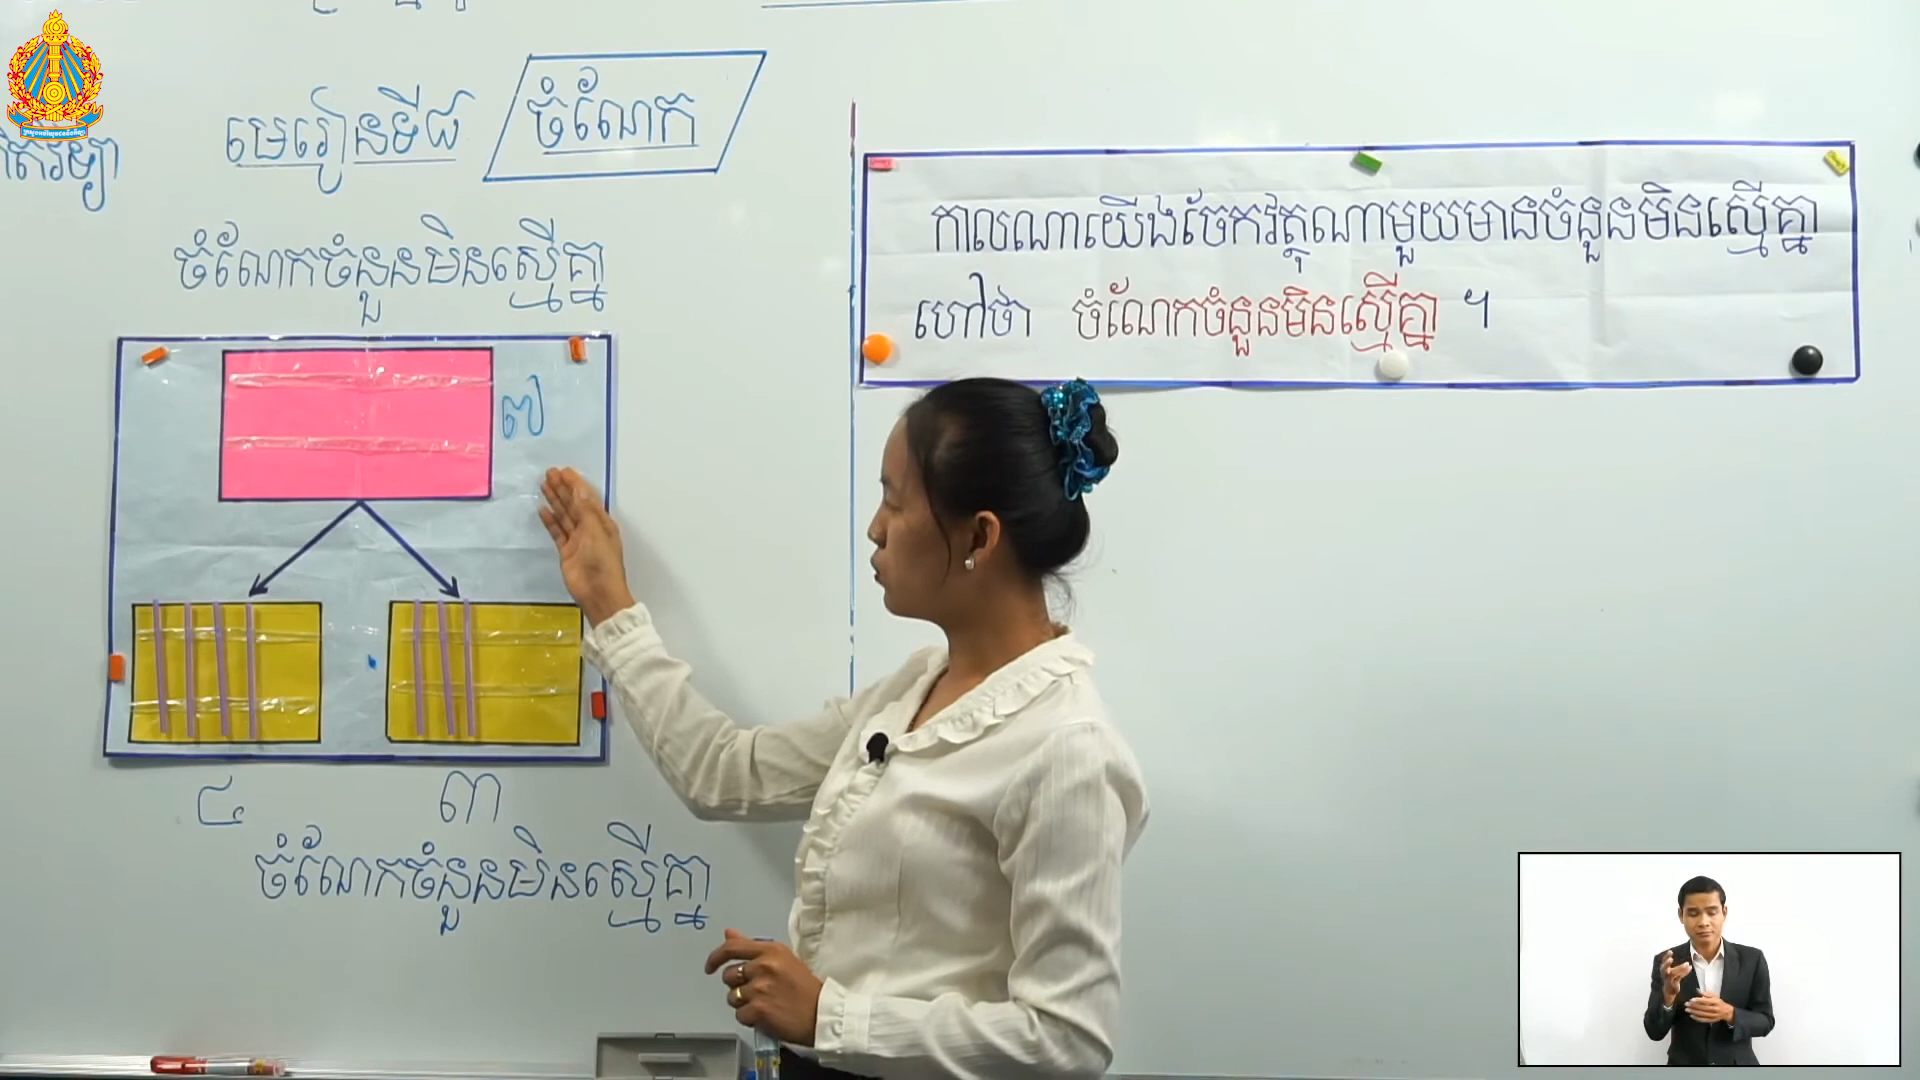 មេរៀនទី៨ ចំណែក
ចំណែកចំនួនមិនស្មើគ្នា
៧
៤ ៣
ចំណែកចំនួនមិនស្មើគ្នា
កាលណាយើងចែកវត្ថុណាមួយមានចំនួនមិនស្មើគ្នា
ហៅថា ចំណែកចំនួនមិនស្មើគ្នា ។